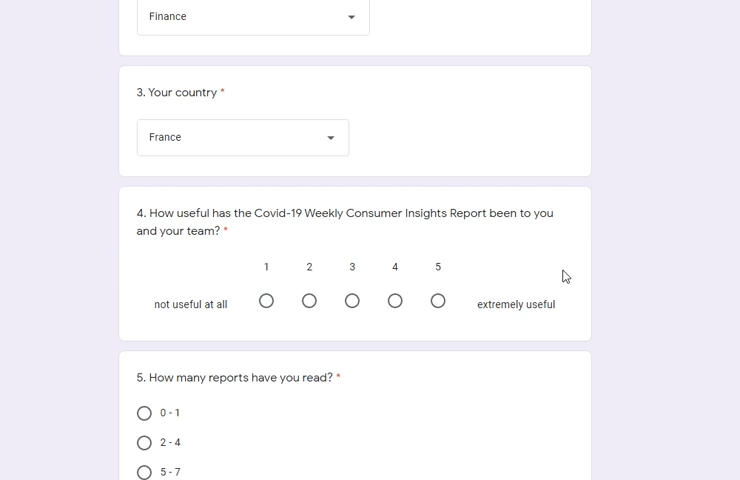 Finance
3. Your country *
France
4. How useful has the Covid-19 Weekly Consumer Insights Report been to you
and your team? *
1 2 3 4 5
not useful at all extremely useful
5. How many reports have you read? *
0 - 1
2 - 4
5 - 7